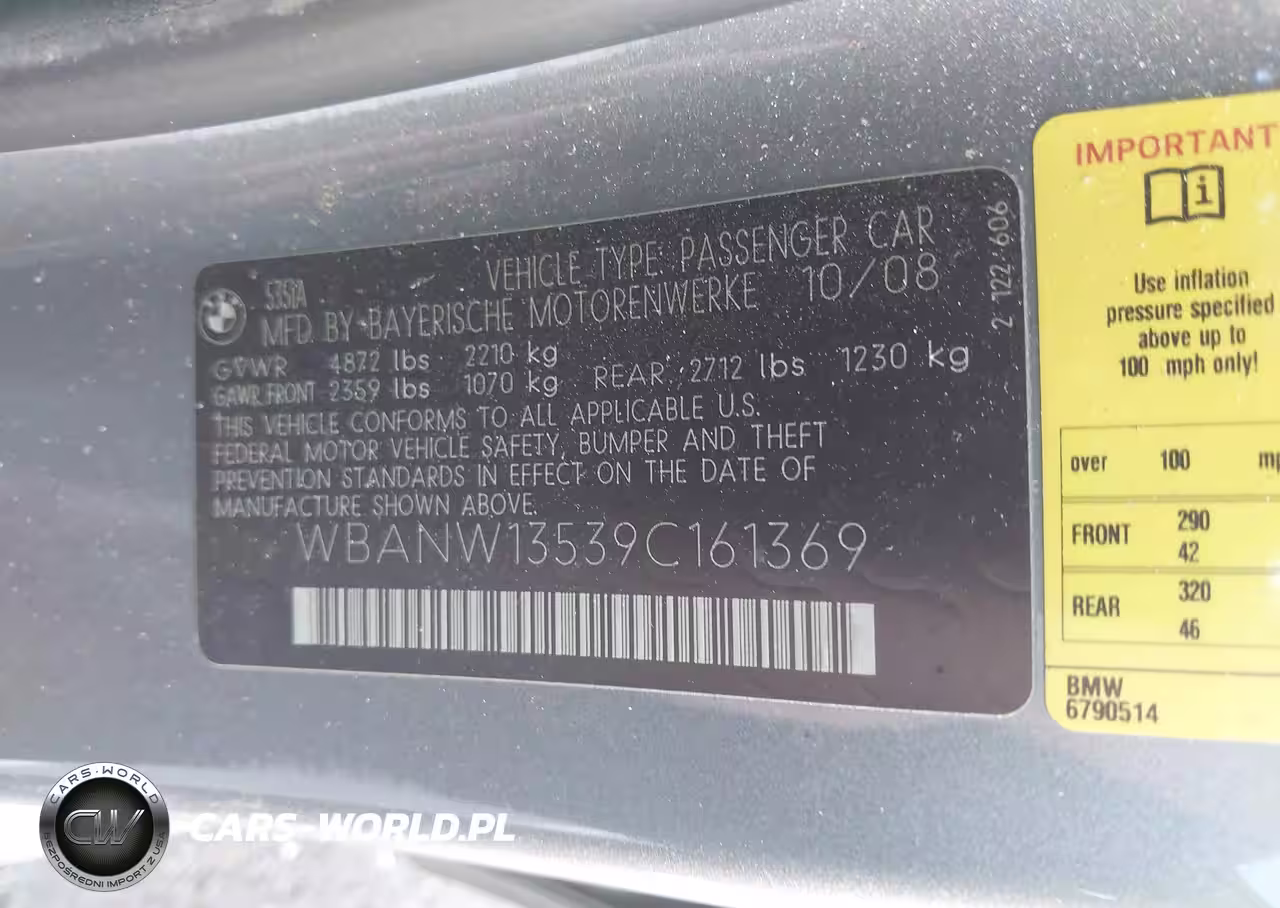 535IA
VEHICLE TYPE: PASSENGER CAR
MFD. BY-BAYERISCHE MOTORENWERKE 10/08
GVWR 4872 lbs 2210 kg
GAWR FRONT 2359 lbs 1070 kg REAR 2712 lbs 1230 kg
THIS VEHICLE CONFORMS TO ALL APPLICABLE U.S.
FEDERAL MOTOR VEHICLE SAFETY, BUMPER AND THEFT
PREVENTION STANDARDS IN EFFECT ON THE DATE OF
MANUFACTURE SHOWN ABOVE.
WBANW13539C161369
2 122 606
IMPORTANT
i
Use inflation
pressure specified
above up to
100 mph only!
over 100
FRONT 290
42
REAR 320
46
BMW
6790514
CARS-WORLD
CW
BEZPOŚREDNI IMPORT Z USA
CARS-WORLD.PL